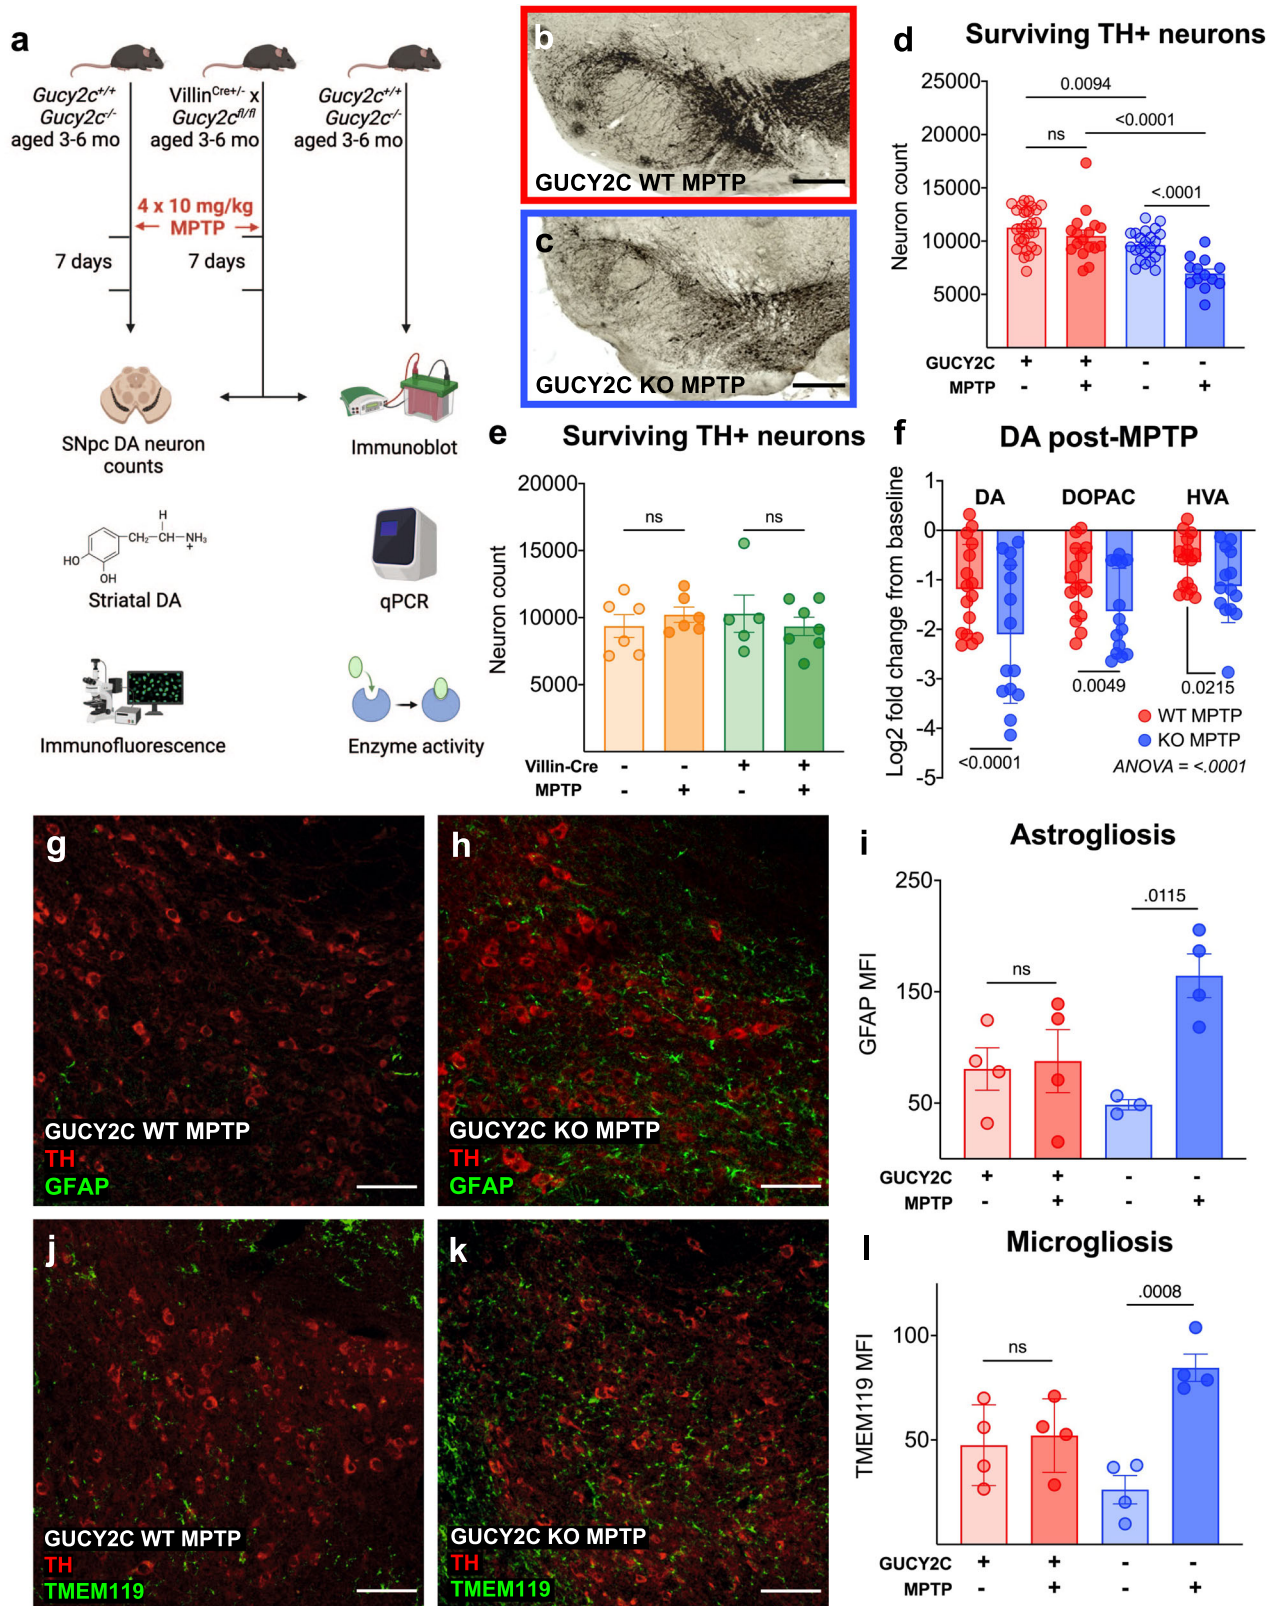 a
Gucy2c+/+
Gucy2c-/-
aged 3-6 mo
VillinCre+/- x
Gucy2cfl/fl
aged 3-6 mo
Gucy2c+/+
Gucy2c-/-
aged 3-6 mo
4 x 10 mg/kg
MPTP
7 days
7 days
SNpc DA neuron
counts
Immunoblot
HO
OH
CH2
CH
H
NH3
+
Striatal DA
qPCR
Immunofluorescence
Enzyme activity
b
GUCY2C WT MPTP
c
GUCY2C KO MPTP
d
Surviving TH+ neurons
Neuron count
25000
20000
15000
10000
5000
0.0094
<0.0001
ns
<.0001
GUCY2C + + - -
MPTP - + - +
e
Surviving TH+ neurons
Neuron count
20000
15000
10000
5000
ns
ns
Villin-Cre - - + +
MPTP - + - +
f
DA post-MPTP
Log2 fold change from baseline
1
0
-1
-2
-3
-4
-5
DA
DOPAC
HVA
<0.0001
0.0049
0.0215
WT MPTP
KO MPTP
ANOVA = <.0001
g
GUCY2C WT MPTP
TH
GFAP
h
GUCY2C KO MPTP
TH
GFAP
i
Astrogliosis
GFAP MFI
250
150
50
ns
.0115
GUCY2C + + - -
MPTP - + - +
j
GUCY2C WT MPTP
TH
TMEM119
k
GUCY2C KO MPTP
TH
TMEM119
l
Microgliosis
TMEM119 MFI
100
50
ns
.0008
GUCY2C + + - -
MPTP - + - +